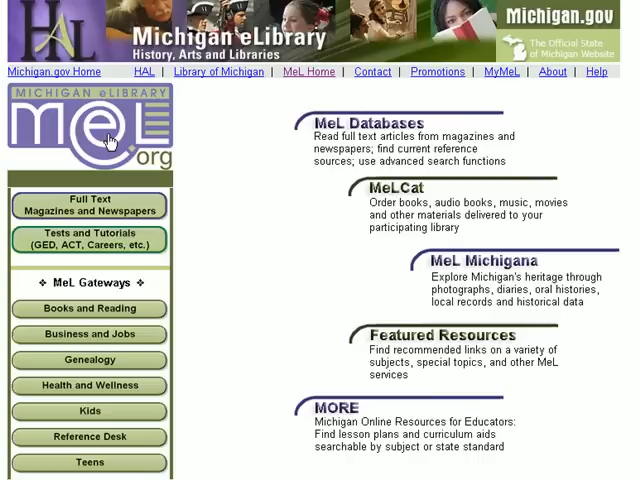 HAL
Michigan eLibrary
History, Arts and Libraries
Michigan.gov
The Official State
of Michigan Website
Michigan.gov Home HAL | Library of Michigan | MeL Home | Contact | Promotions | MyMeL | About | Help
MICHIGAN eLIBRARY
MeL
.org
Full Text
Magazines and Newspapers
Tests and Tutorials
(GED, ACT, Careers, etc.)
❖ MeL Gateways ❖
Books and Reading
Business and Jobs
Genealogy
Health and Wellness
Kids
Reference Desk
Teens
MeL Databases
Read full text articles from magazines and
newspapers; find current reference
sources; use advanced search functions
MeLCat
Order books, audio books, music, movies
and other materials delivered to your
participating library
MeL Michigana
Explore Michigan's heritage through
photographs, diaries, oral histories,
local records and historical data
Featured Resources
Find recommended links on a variety of
subjects, special topics, and other MeL
services
MORE
Michigan Online Resources for Educators:
Find lesson plans and curriculum aids
searchable by subject or state standard